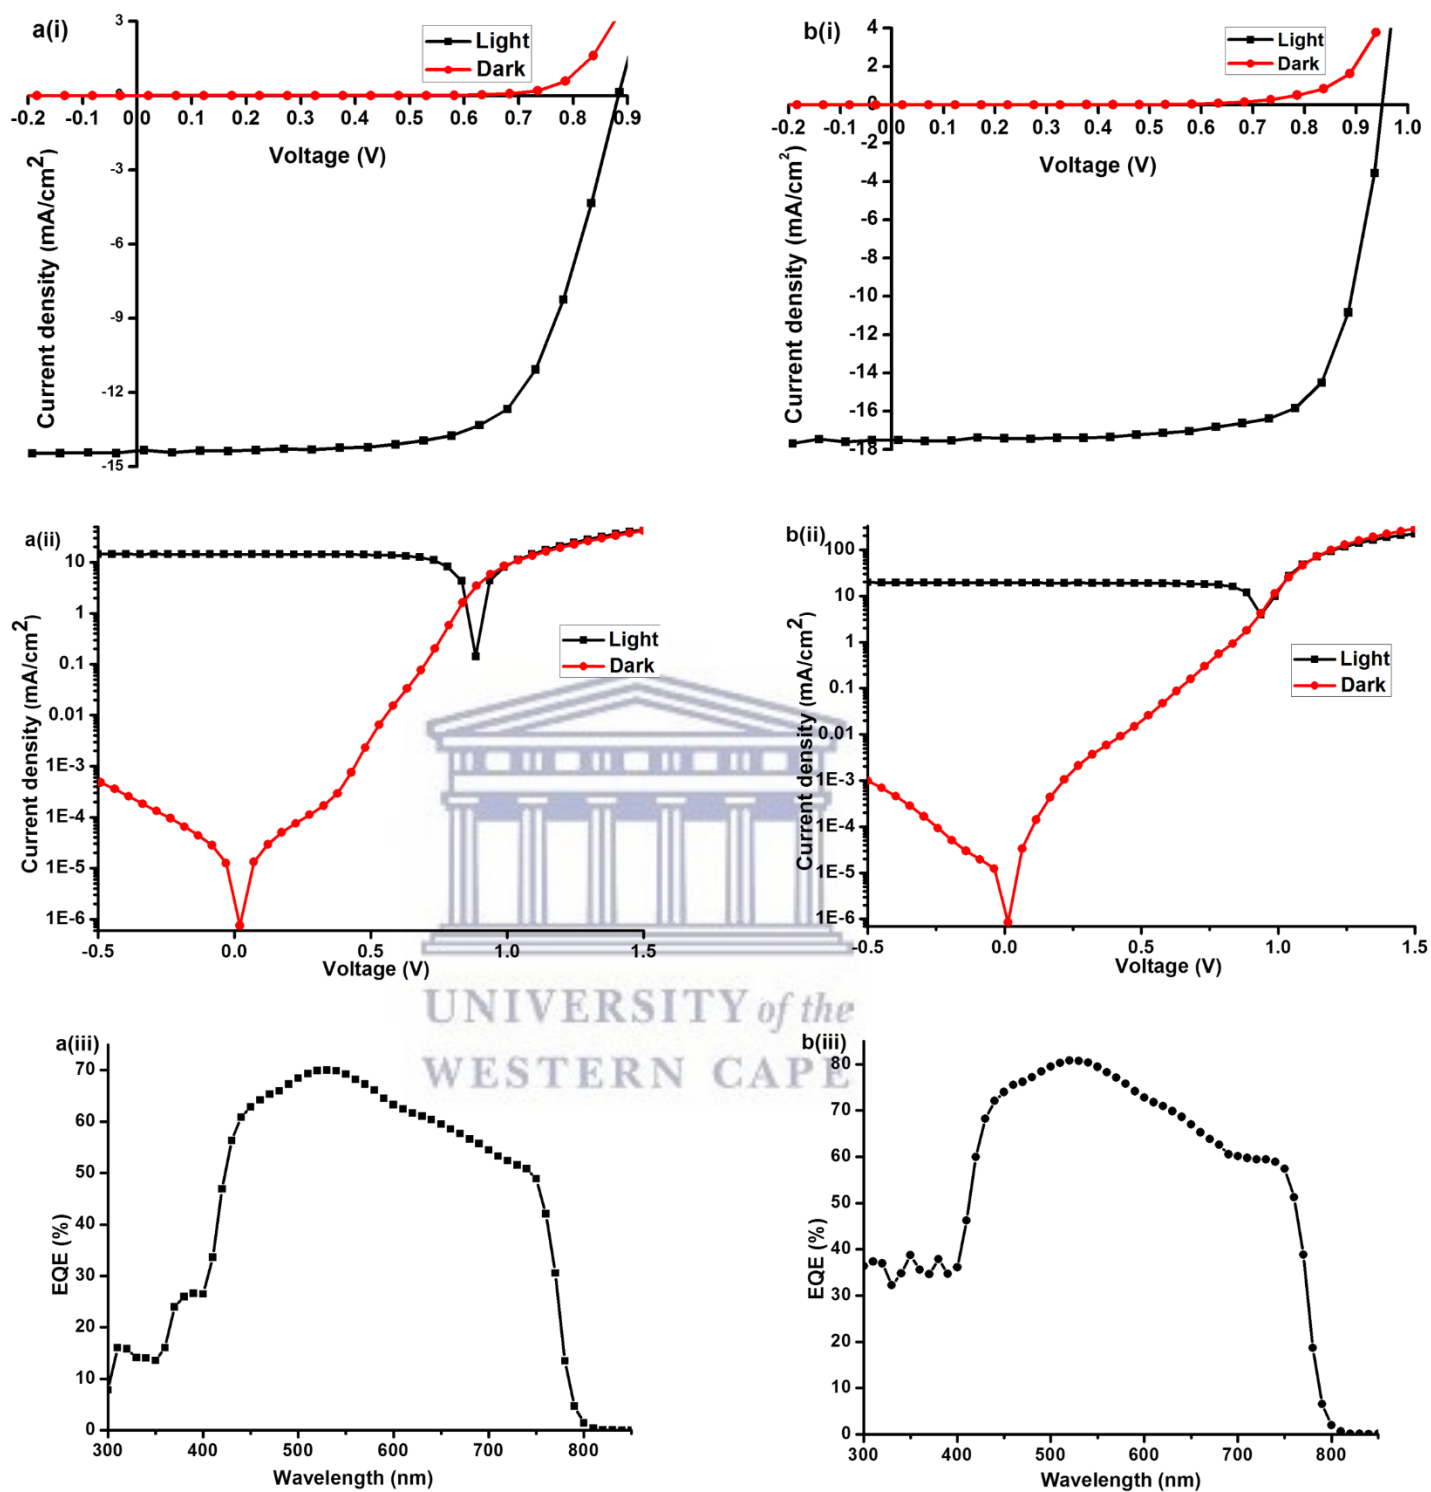 a(i)
3
Light
Dark
-0.2 -0.1 0.0 0.1 0.2 0.3 0.4 0.5 0.6 0.7 0.8 0.9
Voltage (V)
-3
-6
-9
-12
-15
Current density (mA/cm2)
b(i)
4
Light
Dark
2
0
-0.2 -0.1 0.0 0.1 0.2 0.3 0.4 0.5 0.6 0.7 0.8 0.9 1.0
-2
Voltage (V)
-4
-6
-8
-10
-12
-14
-16
-18
Current density (mA/cm2)
a(ii)
10
1
0.1
0.01
1E-3
1E-4
1E-5
1E-6
Current density (mA/cm2)
Light
Dark
-0.5 0.0 0.5 1.0 1.5
Voltage (V)
b(ii)
100
10
1
0.1
0.01
1E-3
1E-4
1E-5
1E-6
Current density (mA/cm2)
Light
Dark
-0.5 0.0 0.5 1.0 1.5
Voltage (V)
UNIVERSITY of the
WESTERN CAPE
a(iii)
70
60
50
40
30
20
10
0
EQE (%)
300 400 500 600 700 800
Wavelength (nm)
b(iii)
80
70
60
50
40
30
20
10
0
EQE (%)
300 400 500 600 700 800
Wavelength (nm)